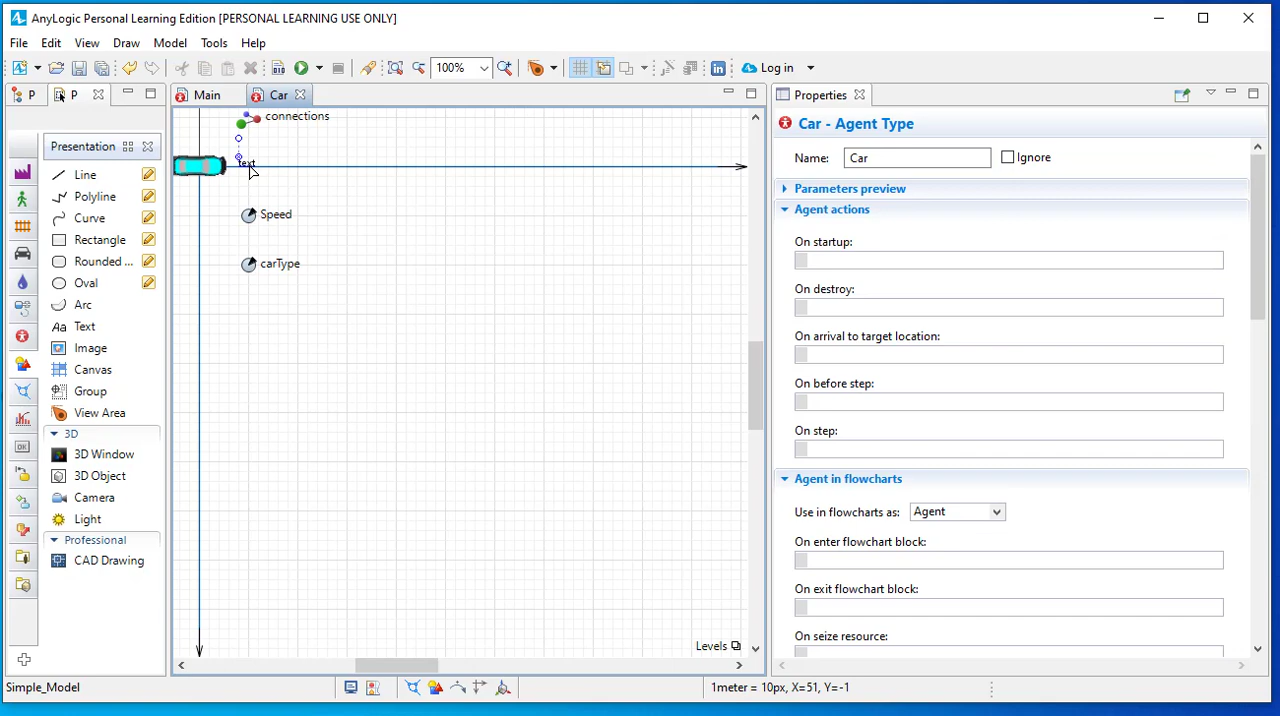 AnyLogic Personal Learning Edition [PERSONAL LEARNING USE ONLY]
File Edit View Draw Model Tools Help
100% Log in
P P Main Car Properties
connections
text
Speed
carType
Levels
Presentation
Line
Polyline
Curve
Rectangle
Rounded ...
Oval
Arc
Text
Image
Canvas
Group
View Area
3D
3D Window
3D Object
Camera
Light
Professional
CAD Drawing
Car - Agent Type
Name: Car Ignore
Parameters preview
Agent actions
On startup:
On destroy:
On arrival to target location:
On before step:
On step:
Agent in flowcharts
Use in flowcharts as: Agent
On enter flowchart block:
On exit flowchart block:
On seize resource:
Simple_Model 1meter = 10px, X=51, Y=-1